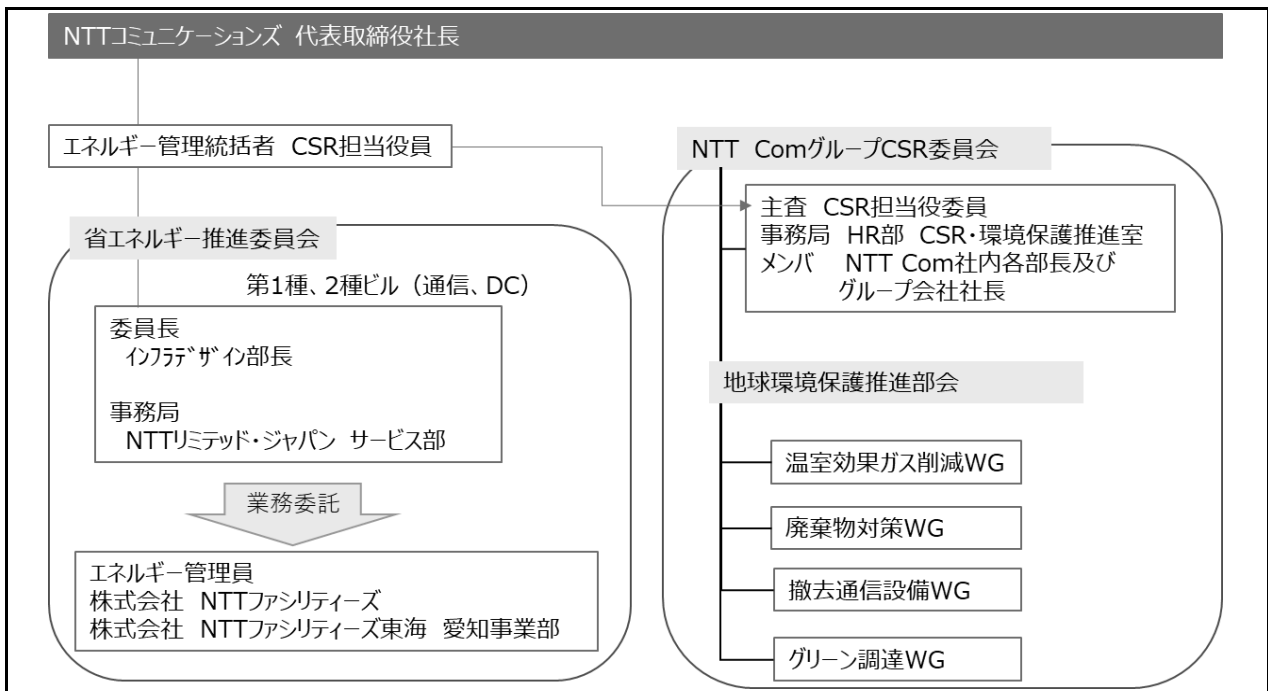 NTTコミュニケーションズ 代表取締役社長
エネルギー管理統括者 CSR担当役員
省エネルギー推進委員会
第1種、2種ビル（通信、DC）
委員長
ｲﾝﾌﾗﾃﾞｻﾞｲﾝ部長
事務局
NTTリミテッド・ジャパン サービス部
業務委託
エネルギー管理員
株式会社 NTTファシリティーズ
株式会社 NTTファシリティーズ東海 愛知事業部
NTT ComグループCSR委員会
主査 CSR担当役委員
事務局 HR部 CSR・環境保護推進室
メンバ NTT Com社内各部長及び
グループ会社社長
地球環境保護推進部会
温室効果ガス削減WG
廃棄物対策WG
撤去通信設備WG
グリーン調達WG